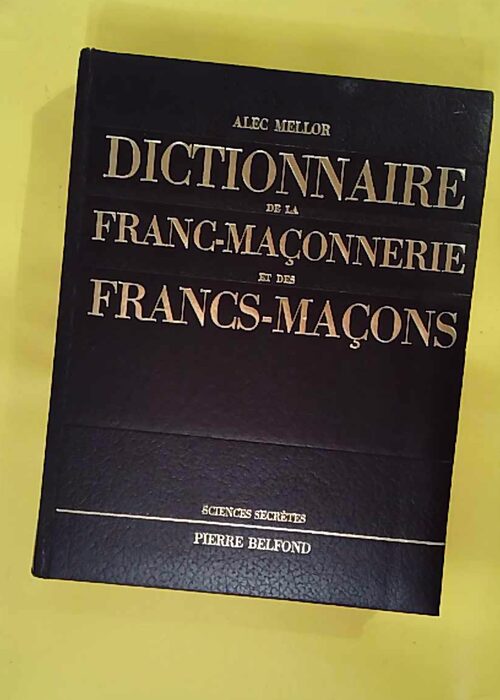 ALEC MELLOR
DICTIONNAIRE
DE LA
FRANC-MAÇONNERIE
ET DES
FRANCS-MAÇONS
SCIENCES SECRÈTES
PIERRE BELFOND